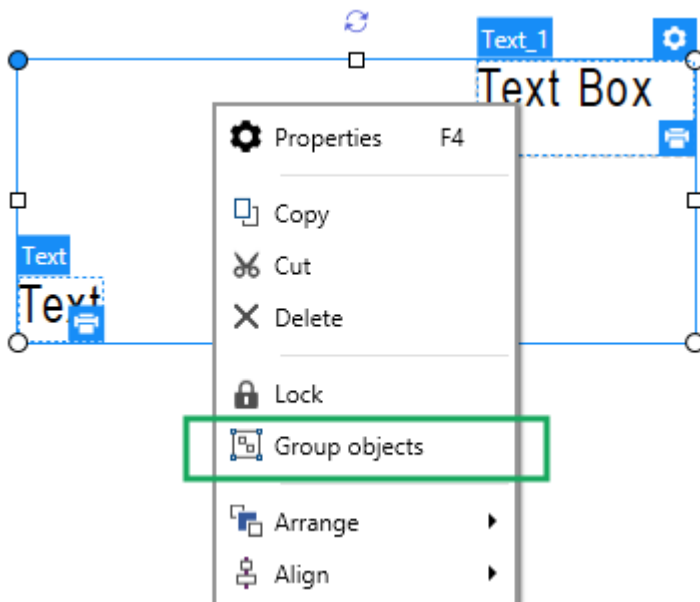 Text_1
Text Box
Properties F4
Copy
Text
Cut
Text
Delete
Lock
Group objects
Arrange
Align